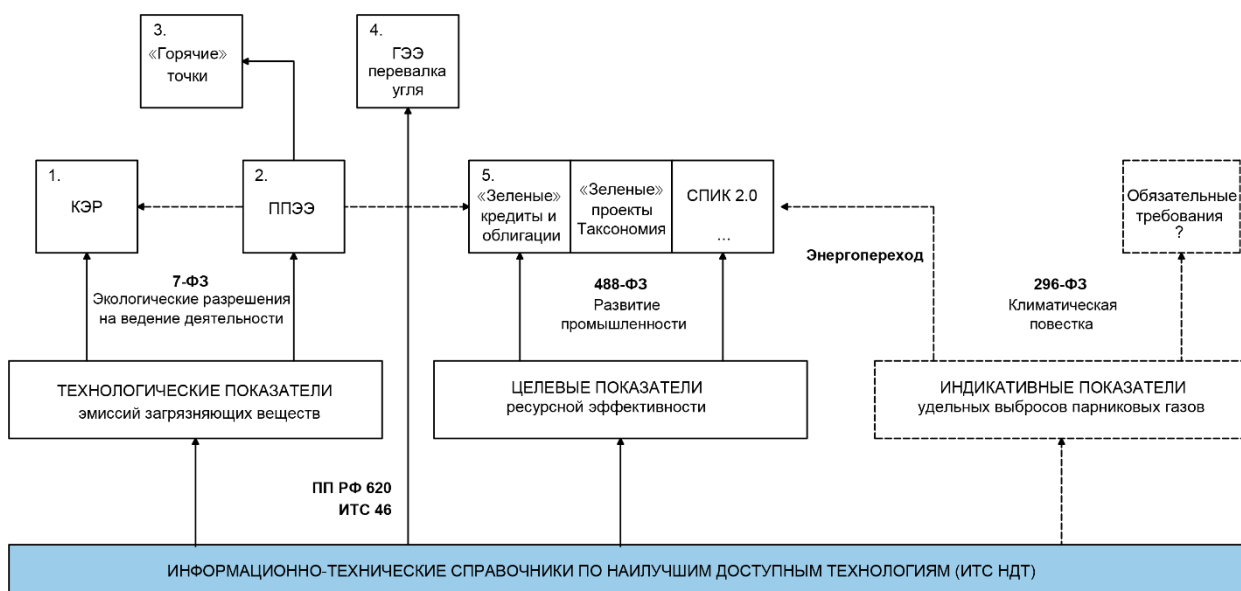 3.
«Горячие»
точки
4.
ГЭЭ
перевалка
угля
1.
КЭР
2.
ППЭЭ
5.
«Зеленые»
кредиты и
облигации
«Зеленые»
проекты
Таксономия
СПИК 2.0
...
Обязательные
требования
?
Энергопереход
7-ФЗ
Экологические разрешения
на ведение деятельности
488-ФЗ
Развитие
промышленности
296-ФЗ
Климатическая
повестка
ТЕХНОЛОГИЧЕСКИЕ ПОКАЗАТЕЛИ
эмиссий загрязняющих веществ
ЦЕЛЕВЫЕ ПОКАЗАТЕЛИ
ресурсной эффективности
ИНДИКАТИВНЫЕ ПОКАЗАТЕЛИ
удельных выбросов парниковых газов
ПП РФ 620
ИТС 46
ИНФОРМАЦИОННО-ТЕХНИЧЕСКИЕ СПРАВОЧНИКИ ПО НАИЛУЧШИМ ДОСТУПНЫМ ТЕХНОЛОГИЯМ (ИТС НДТ)